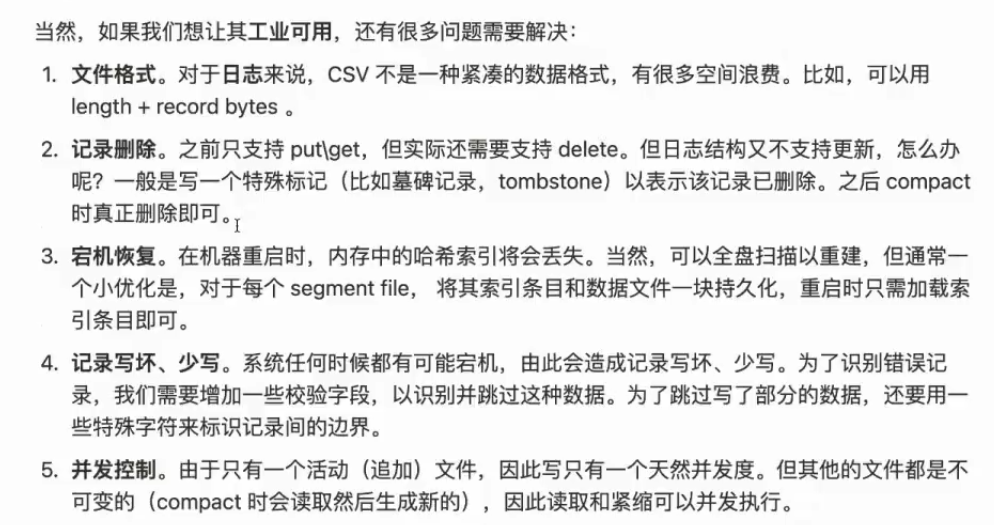 当然，如果我们想让其工业可用，还有很多问题需要解决：
1. 文件格式。对于日志来说，CSV 不是一种紧凑的数据格式，有很多空间浪费。比如，可以用
length + record bytes 。
2. 记录删除。之前只支持 put\get，但实际还需要支持 delete。但日志结构又不支持更新，怎么办
呢？一般是写一个特殊标记（比如墓碑记录，tombstone）以表示该记录已删除。之后 compact
时真正删除即可。
3. 宕机恢复。在机器重启时，内存中的哈希索引将会丢失。当然，可以全盘扫描以重建，但通常一
个小优化是，对于每个 segment file， 将其索引条目和数据文件一块持久化，重启时只需加载索
引条目即可。
4. 记录写坏、少写。系统任何时候都有可能宕机，由此会造成记录写坏、少写。为了识别错误记
录，我们需要增加一些校验字段，以识别并跳过这种数据。为了跳过写了部分的数据，还要用一
些特殊字符来标识记录间的边界。
5. 并发控制。由于只有一个活动（追加）文件，因此写只有一个天然并发度。但其他的文件都是不
可变的（compact 时会读取然后生成新的），因此读取和紧缩可以并发执行。